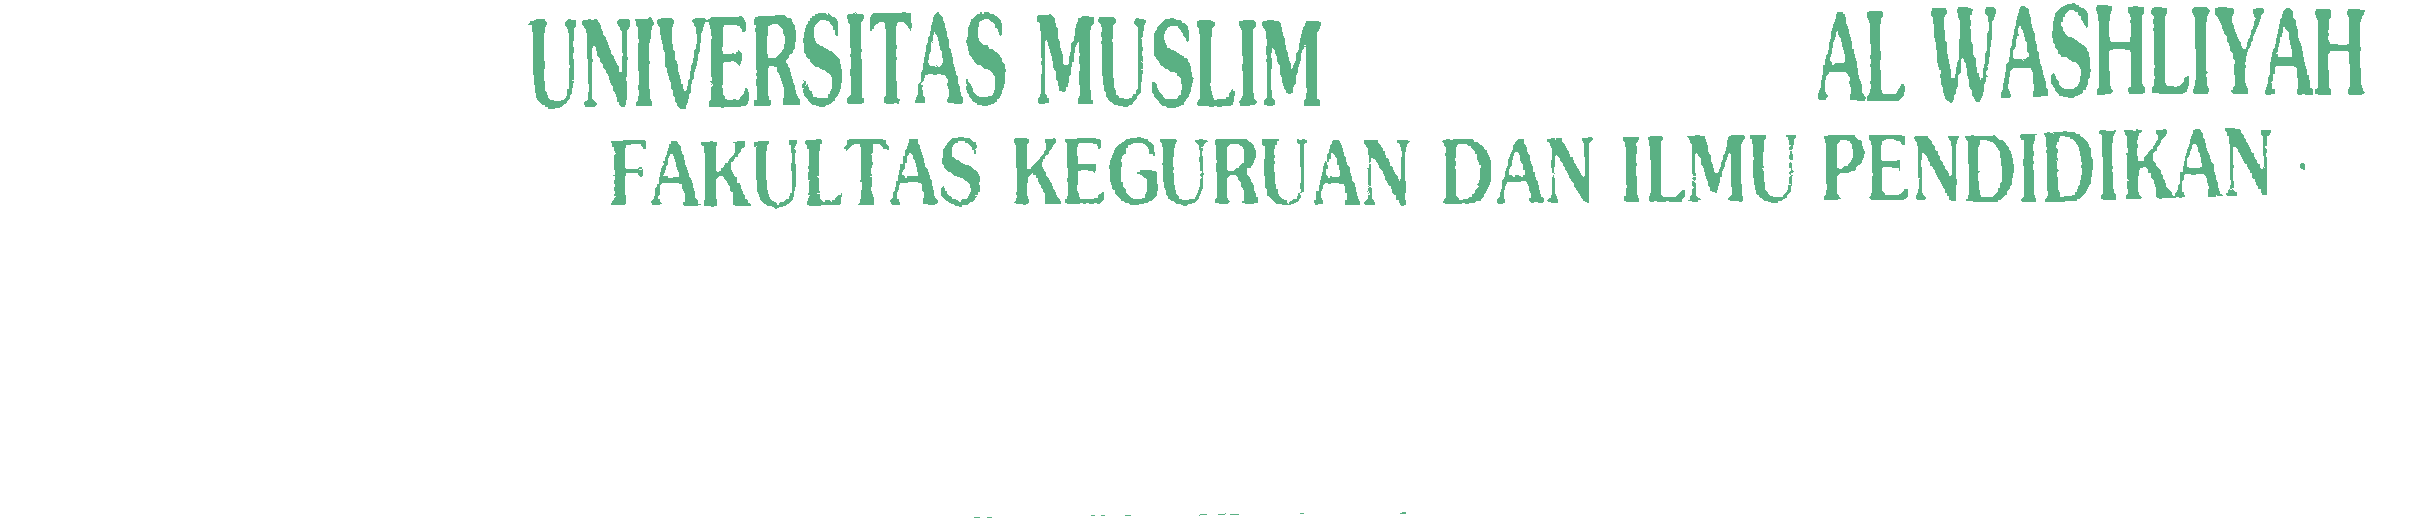 UNIVERSITAS MUSLIM AL WASHLIYAH
FAKULTAS KEGURUAN DAN ILMU PENDIDIKAN